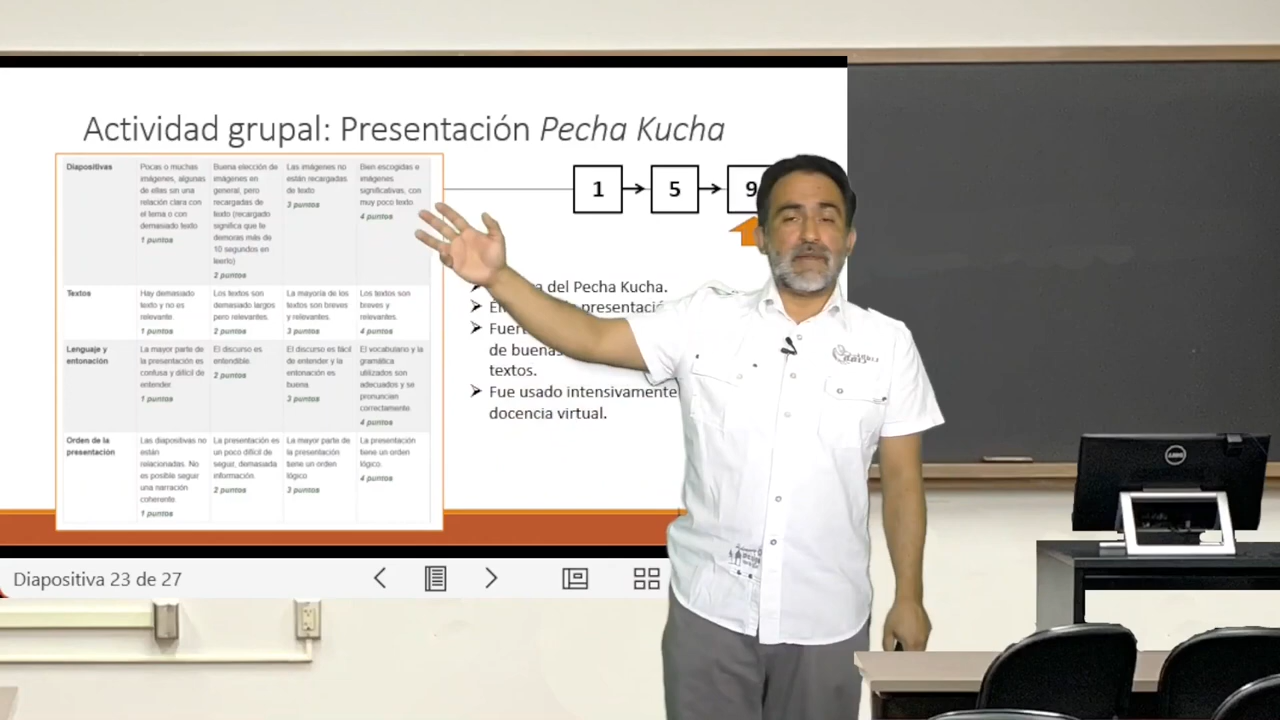 Actividad grupal: Presentación Pecha Kucha
Diapositivas
Pocas o muchas
imágenes, algunas
de ellas sin una
relación clara con
el tema o con
demasiado texto
1 puntos
Buena elección de
imágenes en
general, pero
recargadas de
texto (recargado
significa que te
demoras más de
10 segundos en
leerlo)
2 puntos
Las imágenes no
están recargadas
de texto
3 puntos
Bien escogidas e
imágenes
significativas, con
muy poco texto
4 puntos
Textos
Hay demasiado
texto y no es
relevante.
1 puntos
Los textos son
demasiado largos
pero relevantes.
2 puntos
La mayoría de los
textos son breves
y relevantes.
3 puntos
Los textos son
breves y
relevantes.
4 puntos
Lenguaje y
entonación
La mayor parte de
la presentación es
confusa y difícil de
entender.
1 puntos
El discurso es
entendible.
2 puntos
El discurso es fácil
de entender y la
entonación es
buena.
3 puntos
El vocabulario y la
gramática
utilizados son
adecuados y se
pronuncian
correctamente.
4 puntos
Orden de la
presentación
Las diapositivas no
están
relacionadas. No
es posible seguir
una narración
coherente.
1 puntos
La presentación es
un poco difícil de
seguir, demasiada
información.
2 puntos
La mayor parte de
la presentación
tiene un orden
lógico.
3 puntos
La presentación
tiene un orden
lógico.
4 puntos
1 5 9
del Pecha Kucha.
de buenas
textos.
Fue usado intensivamente
docencia virtual.
Diapositiva 23 de 27
DELL